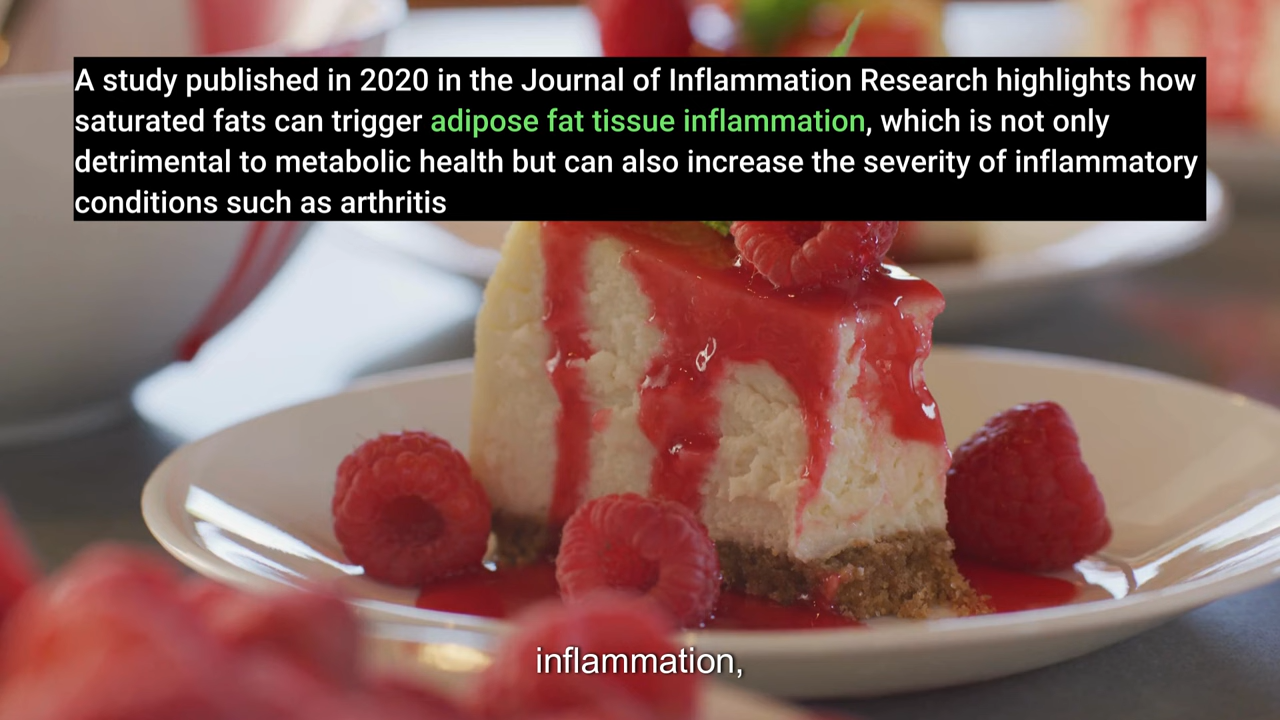 A study published in 2020 in the Journal of Inflammation Research highlights how
saturated fats can trigger adipose fat tissue inflammation, which is not only
detrimental to metabolic health but can also increase the severity of inflammatory
conditions such as arthritis
inflammation,